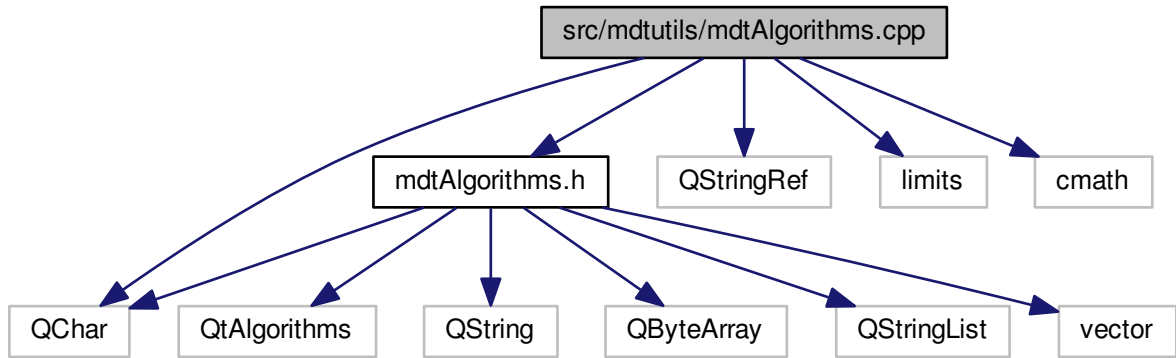 src/mdtutils/mdtAlgorithms.cpp
mdtAlgorithms.h
QStringRef
limits
cmath
QChar
QtAlgorithms
QString
QByteArray
QStringList
vector